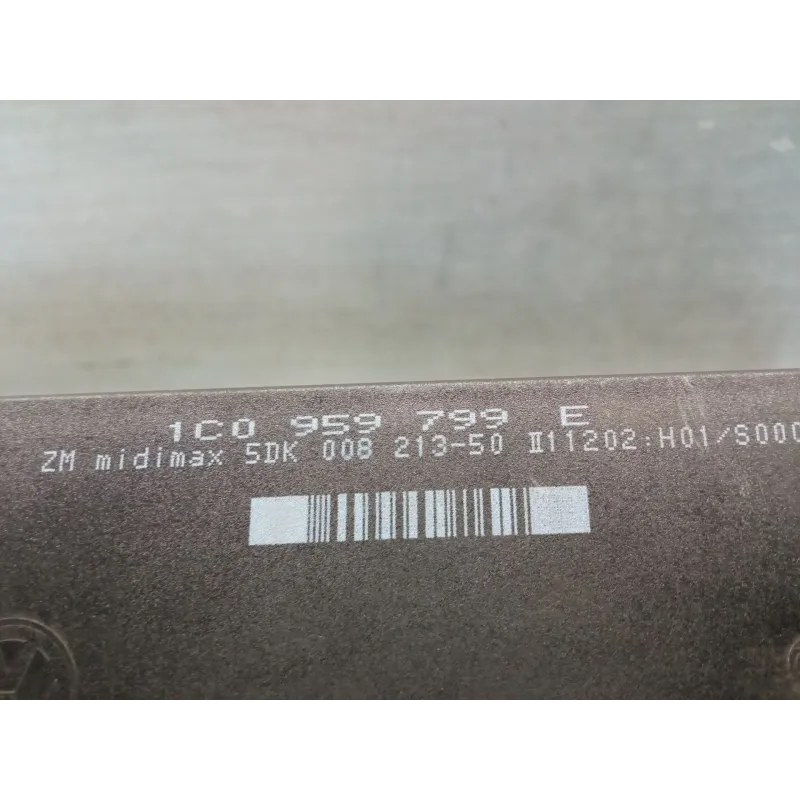 1C0 959 799 E
ZM midimax 5DK 008 213-50 II11202:H01/S000